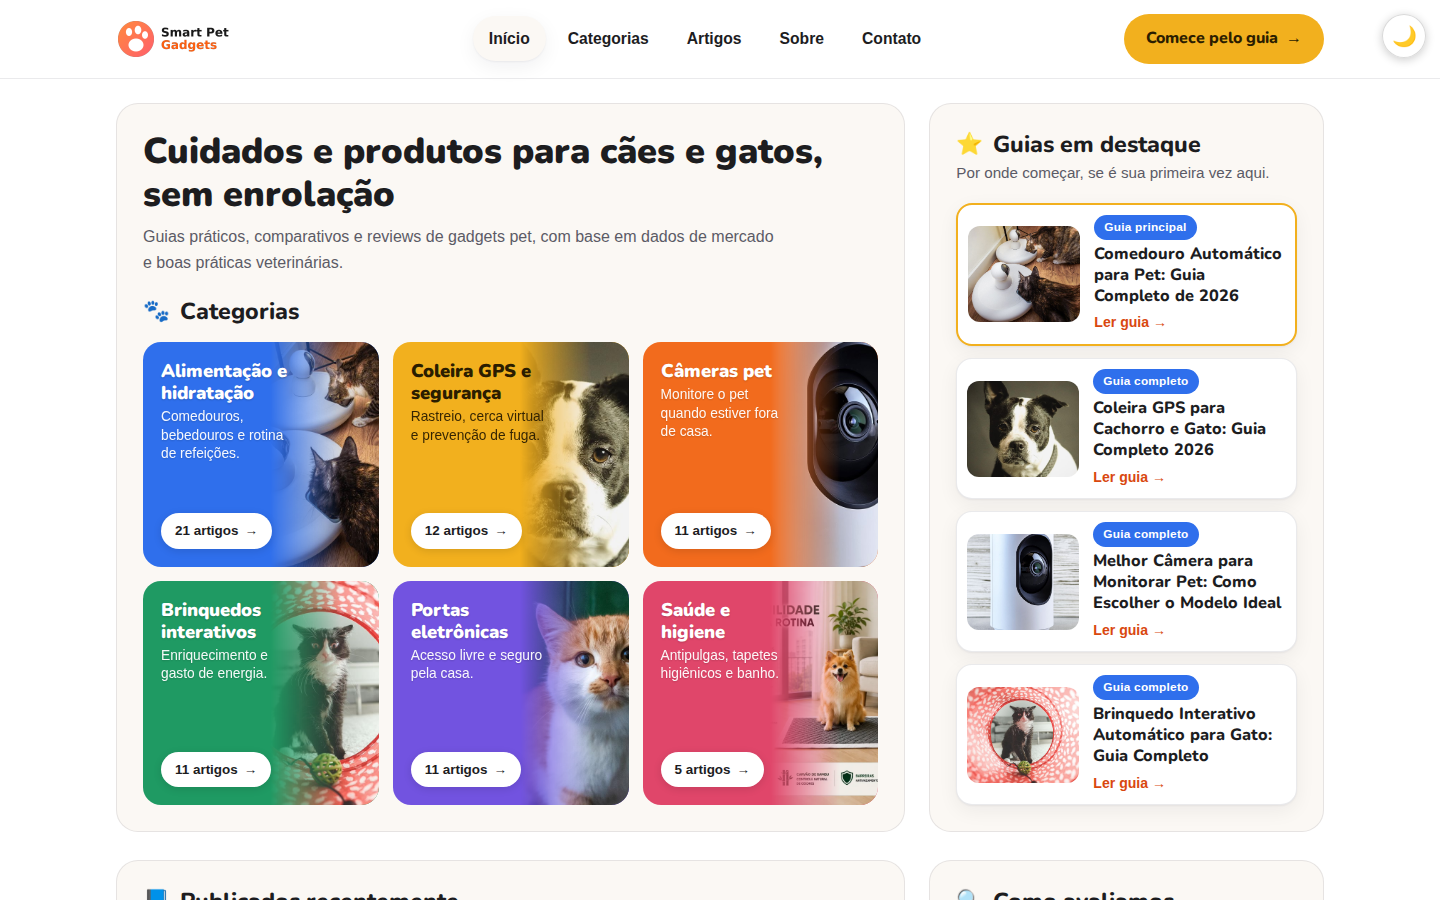 Smart Pet
Gadgets
Início
Categorias
Artigos
Sobre
Contato
Comece pelo guia →
Cuidados e produtos para cães e gatos,
sem enrolação
Guias práticos, comparativos e reviews de gadgets pet, com base em dados de mercado
e boas práticas veterinárias.
Categorias
Alimentação e
hidratação
Comedouros,
bebedouros e rotina
de refeições.
21 artigos →
Coleira GPS e
segurança
Rastreio, cerca virtual
e prevenção de fuga.
12 artigos →
Câmeras pet
Monitore o pet
quando estiver fora
de casa.
11 artigos →
Brinquedos
interativos
Enriquecimento e
gasto de energia.
11 artigos →
Portas
eletrônicas
Acesso livre e seguro
pela casa.
11 artigos →
Saúde e
higiene
Antipulgas, tapetes
higiênicos e banho.
5 artigos →
ROTINA
Guias em destaque
Por onde começar, se é sua primeira vez aqui.
Guia principal
Comedouro Automático
para Pet: Guia
Completo de 2026
Ler guia →
Guia completo
Coleira GPS para
Cachorro e Gato: Guia
Completo 2026
Ler guia →
Guia completo
Melhor Câmera para
Monitorar Pet: Como
Escolher o Modelo Ideal
Ler guia →
Guia completo
Brinquedo Interativo
Automático para Gato:
Guia Completo
Ler guia →
Publicados recentemente
Como avaliamos